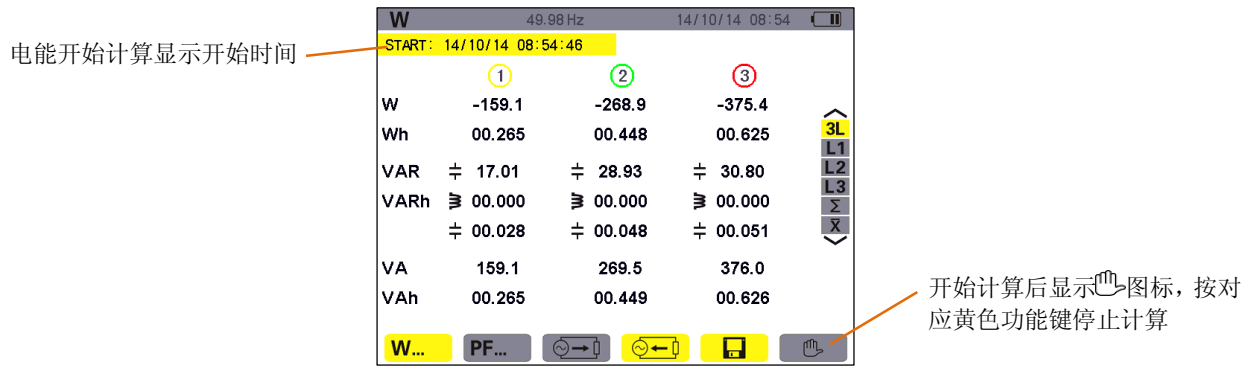 W 49.98 Hz 14/10/14 08:54
START: 14/10/14 08:54:46
电能开始计算显示开始时间
1 2 3
W -159.1 -268.9 -375.4
Wh 00.265 00.448 00.625
VAR 17.01 28.93 30.80
VARh 00.000 00.000 00.000
00.028 00.048 00.051
VA 159.1 269.5 376.0
VAh 00.265 00.449 00.626
3L
L1
L2
L3
Σ
X̅
开始计算后显示图标，按对
应黄色功能键停止计算
W... PF...